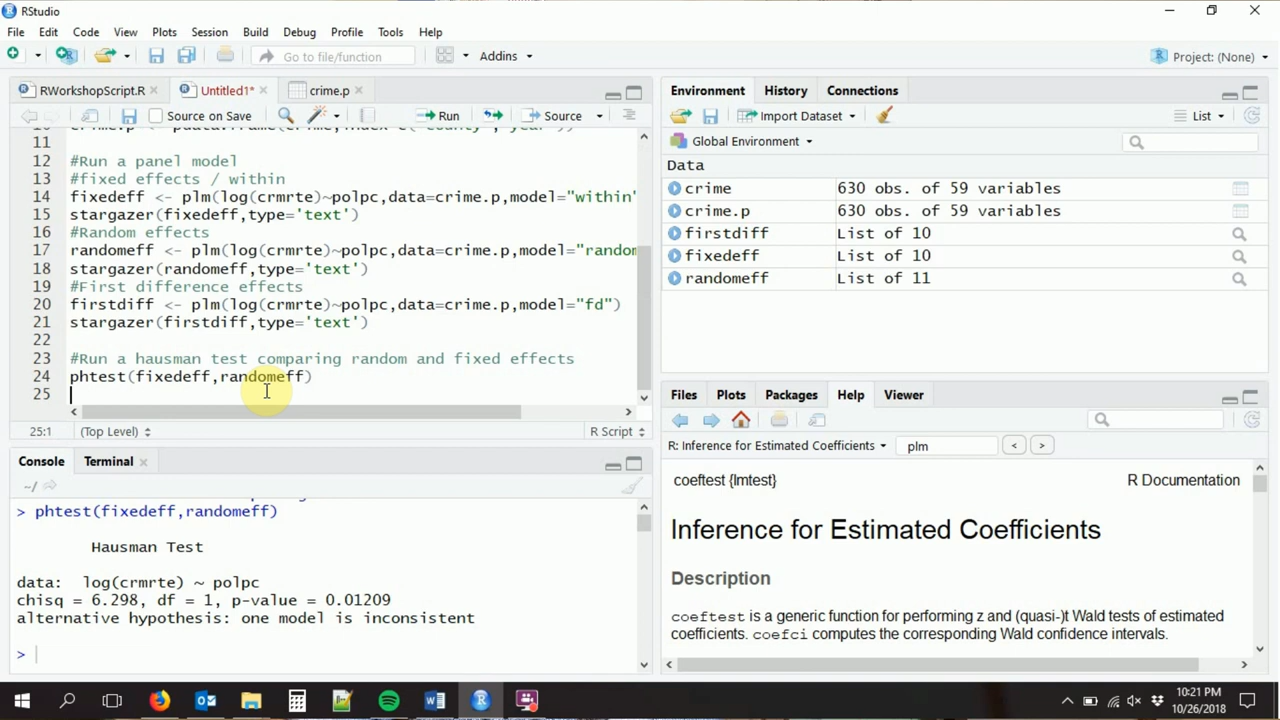 RStudio
File Edit Code View Plots Session Build Debug Profile Tools Help
Go to file/function Addins Project: (None)
RWorkshopScript.R Untitled1* crime.p
Source on Save Run Source
11
12 #Run a panel model
13 #fixed effects / within
14 fixedeff <- plm(log(crmrte)~polpc,data=crime.p,model="within"
15 stargazer(fixedeff,type='text')
16 #Random effects
17 randomeff <- plm(log(crmrte)~polpc,data=crime.p,model="random
18 stargazer(randomeff,type='text')
19 #First difference effects
20 firstdiff <- plm(log(crmrte)~polpc,data=crime.p,model="fd")
21 stargazer(firstdiff,type='text')
22
23 #Run a hausman test comparing random and fixed effects
24 phtest(fixedeff,randomeff)
25
25:1 (Top Level) R Script
Console Terminal
~/
> phtest(fixedeff,randomeff)
Hausman Test
data: log(crmrte) ~ polpc
chisq = 6.298, df = 1, p-value = 0.01209
alternative hypothesis: one model is inconsistent
>
Environment History Connections
Import Dataset List
Global Environment
Data
crime 630 obs. of 59 variables
crime.p 630 obs. of 59 variables
firstdiff List of 10
fixedeff List of 10
randomeff List of 11
Files Plots Packages Help Viewer
R: Inference for Estimated Coefficients plm < >
coeftest {lmtest} R Documentation
Inference for Estimated Coefficients
Description
coeftest is a generic function for performing z and (quasi-)t Wald tests of estimated
coefficients. coefci computes the corresponding Wald confidence intervals.
10:21 PM
10/26/2018